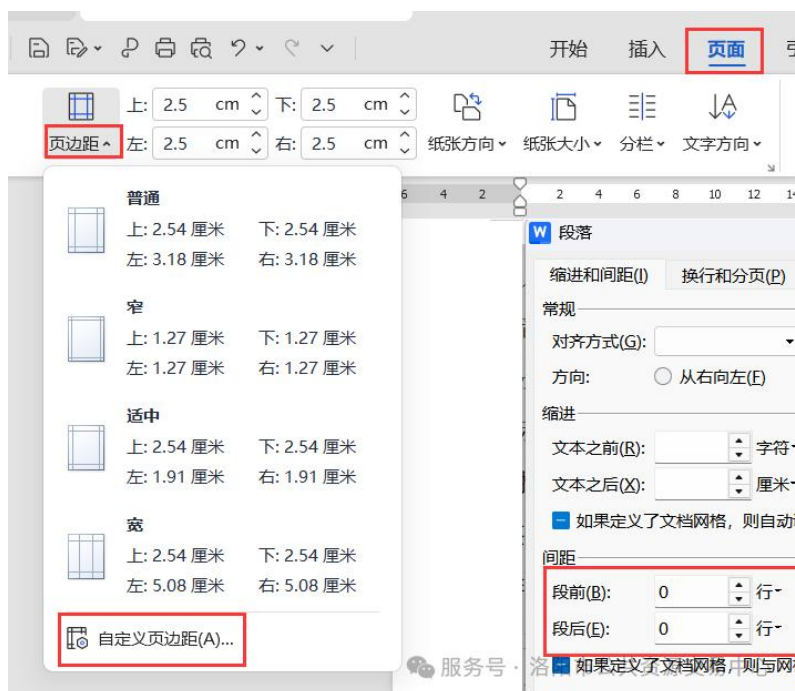 开始 插入 页面
页边距 上: 2.5 cm 下: 2.5 cm
左: 2.5 cm 右: 2.5 cm
纸张方向 纸张大小 分栏 文字方向
6 4 2 2 4 6 8 10 12
普通
上: 2.54 厘米 下: 2.54 厘米
左: 3.18 厘米 右: 3.18 厘米
窄
上: 1.27 厘米 下: 1.27 厘米
左: 1.27 厘米 右: 1.27 厘米
适中
上: 2.54 厘米 下: 2.54 厘米
左: 1.91 厘米 右: 1.91 厘米
宽
上: 2.54 厘米 下: 2.54 厘米
左: 5.08 厘米 右: 5.08 厘米
自定义页边距(A)...
W 段落
缩进和间距(I) 换行和分页(P)
常规
对齐方式(G):
方向: 从右向左(F)
缩进
文本之前(R): 字符
文本之后(X): 厘米
如果定义了文档网格，则自动
间距
段前(B): 0 行
段后(E): 0 行
如果定义了文档网格，则与网
服务号 · 洛